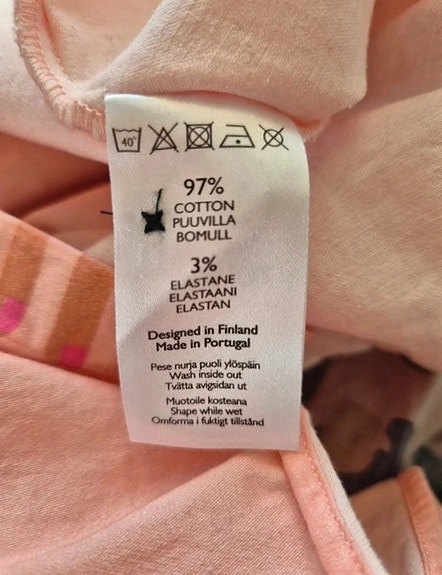 40°
97%
COTTON
PUUVILLA
BOMULL
3%
ELASTANE
ELASTAANI
ELASTAN
Designed in Finland
Made in Portugal
Pese nurja puoli ylöspäin
Wash inside out
Tvätta avigsidan ut
Muotoile kosteana
Shape while wet
Omforma i fuktigt tillstånd